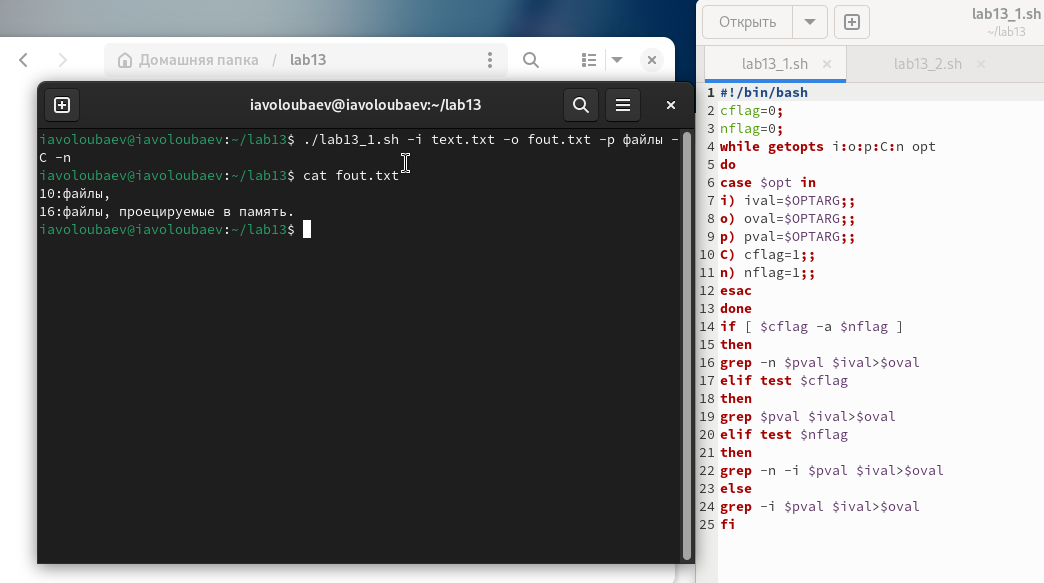 Домашняя папка / lab13
iavoloubaev@iavoloubaev:~/lab13
iavoloubaev@iavoloubaev:~/lab13$ ./lab13_1.sh -i text.txt -o fout.txt -p файлы -
C -n
iavoloubaev@iavoloubaev:~/lab13$ cat fout.txt
10:файлы,
16:файлы, проецируемые в память.
iavoloubaev@iavoloubaev:~/lab13$
Открыть
lab13_1.sh
~/lab13
lab13_1.sh × lab13_2.sh ×
1 #!/bin/bash
2 cflag=0;
3 nflag=0;
4 while getopts i:o:p:C:n opt
5 do
6 case $opt in
7 i) ival=$OPTARG;;
8 o) oval=$OPTARG;;
9 p) pval=$OPTARG;;
10 C) cflag=1;;
11 n) nflag=1;;
12 esac
13 done
14 if [ $cflag -a $nflag ]
15 then
16 grep -n $pval $ival>$oval
17 elif test $cflag
18 then
19 grep $pval $ival>$oval
20 elif test $nflag
21 then
22 grep -n -i $pval $ival>$oval
23 else
24 grep -i $pval $ival>$oval
25 fi